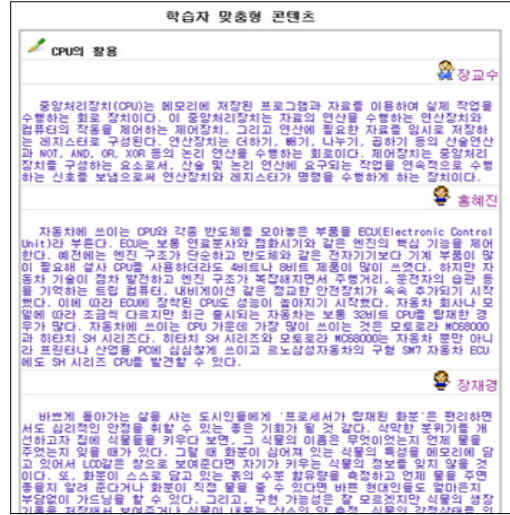 학습자 맞춤형 콘텐츠
CPU의 활용
장교수
중앙처리장치(CPU)는 메모리에 저장된 프로그램과 자료를 이용하여 실제 작업을
수행하는 회로 장치이다. 이 중앙처리장치는 자료의 연산을 수행하는 연산장치와
컴퓨터의 작동을 제어하는 제어장치, 그리고 연산에 필요한 자료를 임시로 저장하
는 레지스터로 구성된다. 연산장치는 더하기, 빼기, 나누기, 곱하기 등의 산술연산
과 NOT, AND, OR, XOR 등의 논리 연산을 수행하는 회로이다. 제어장치는 중앙처리
장치를 구성하는 요소로서, 산술 및 논리 연산에 요구되는 작업을 연속적으로 수행
하는 신호를 보냄으로써 연산장치와 레지스터가 명령을 수행하게 하는 장치이다.
홍혜진
자동차에 쓰이는 CPU와 각종 반도체를 모아놓은 부품을 ECU(Electronic Control
Unit)라 부른다. ECU는 보통 연료분사와 점화시기와 같은 엔진의 핵심 기능을 제어
한다. 예전에는 엔진 구조가 단순하고 반도체와 같은 전자기기보다 기계 부품이 많
이 필요해 설사 CPU를 사용하더라도 4비트나 8비트 제품이 많이 쓰였다. 하지만 자
동차 기술이 점차 발전하고 엔진 구조가 복잡해지면서 주행거리, 운전자의 습관 등
을 기억하는 트립 컴퓨터, 내비게이션 같은 정교한 안전장치가 속속 추가되기 시작
했다. 이에 따라 ECU에 장착된 CPU도 성능이 높아지기 시작했다. 자동차 회사나 모
델에 따라 조금씩 다르지만 최근 출시되는 자동차는 보통 32비트 CPU를 탑재한 경
우가 많다. 자동차에 쓰이는 CPU 가운데 가장 많이 쓰이는 것은 모토로라 MC68000
과 히타치 SH 시리즈다. 히타치 SH 시리즈와 모토로라 MC68000는 자동차 뿐만 아니
라 프린터나 산업용 PC에 심심찮게 쓰이고 르노삼성자동차의 구형 SM7 자동차 ECU
에도 SH 시리즈 CPU를 발견할 수 있다.
장재경
바쁘게 돌아가는 삶을 사는 도시인들에게 '프로세서가 탑재된 화분'은 편리하면
서도 심리적인 안정을 취할 수 있는 좋은 기회가 될 것 같다. 삭막한 분위기를 개
선하고자 집에 식물들을 키우다 보면, 그 식물의 이름은 무엇이었는지 언제 물을
주었는지 잊을 때가 있다. 그럴 때 화분이 심어져 있는 식물의 특성을 메모리에 담
고 있어서 LCD같은 창으로 보여준다면 자기가 키우는 식물의 정보를 잊지 않을 것
이다. 또, 화분이 스스로 담고 있는 흙의 수분 함유량을 측정하고 언제 물을 주면
좋을지 알려 준다거나 화분이 직접 물을 줄 수 있다면 바쁜 현대인들도 얼마든지
부담없이 가드닝을 할 수 있다. 그리고, 구현 가능성은 잘 모르겠지만 식물의 생장